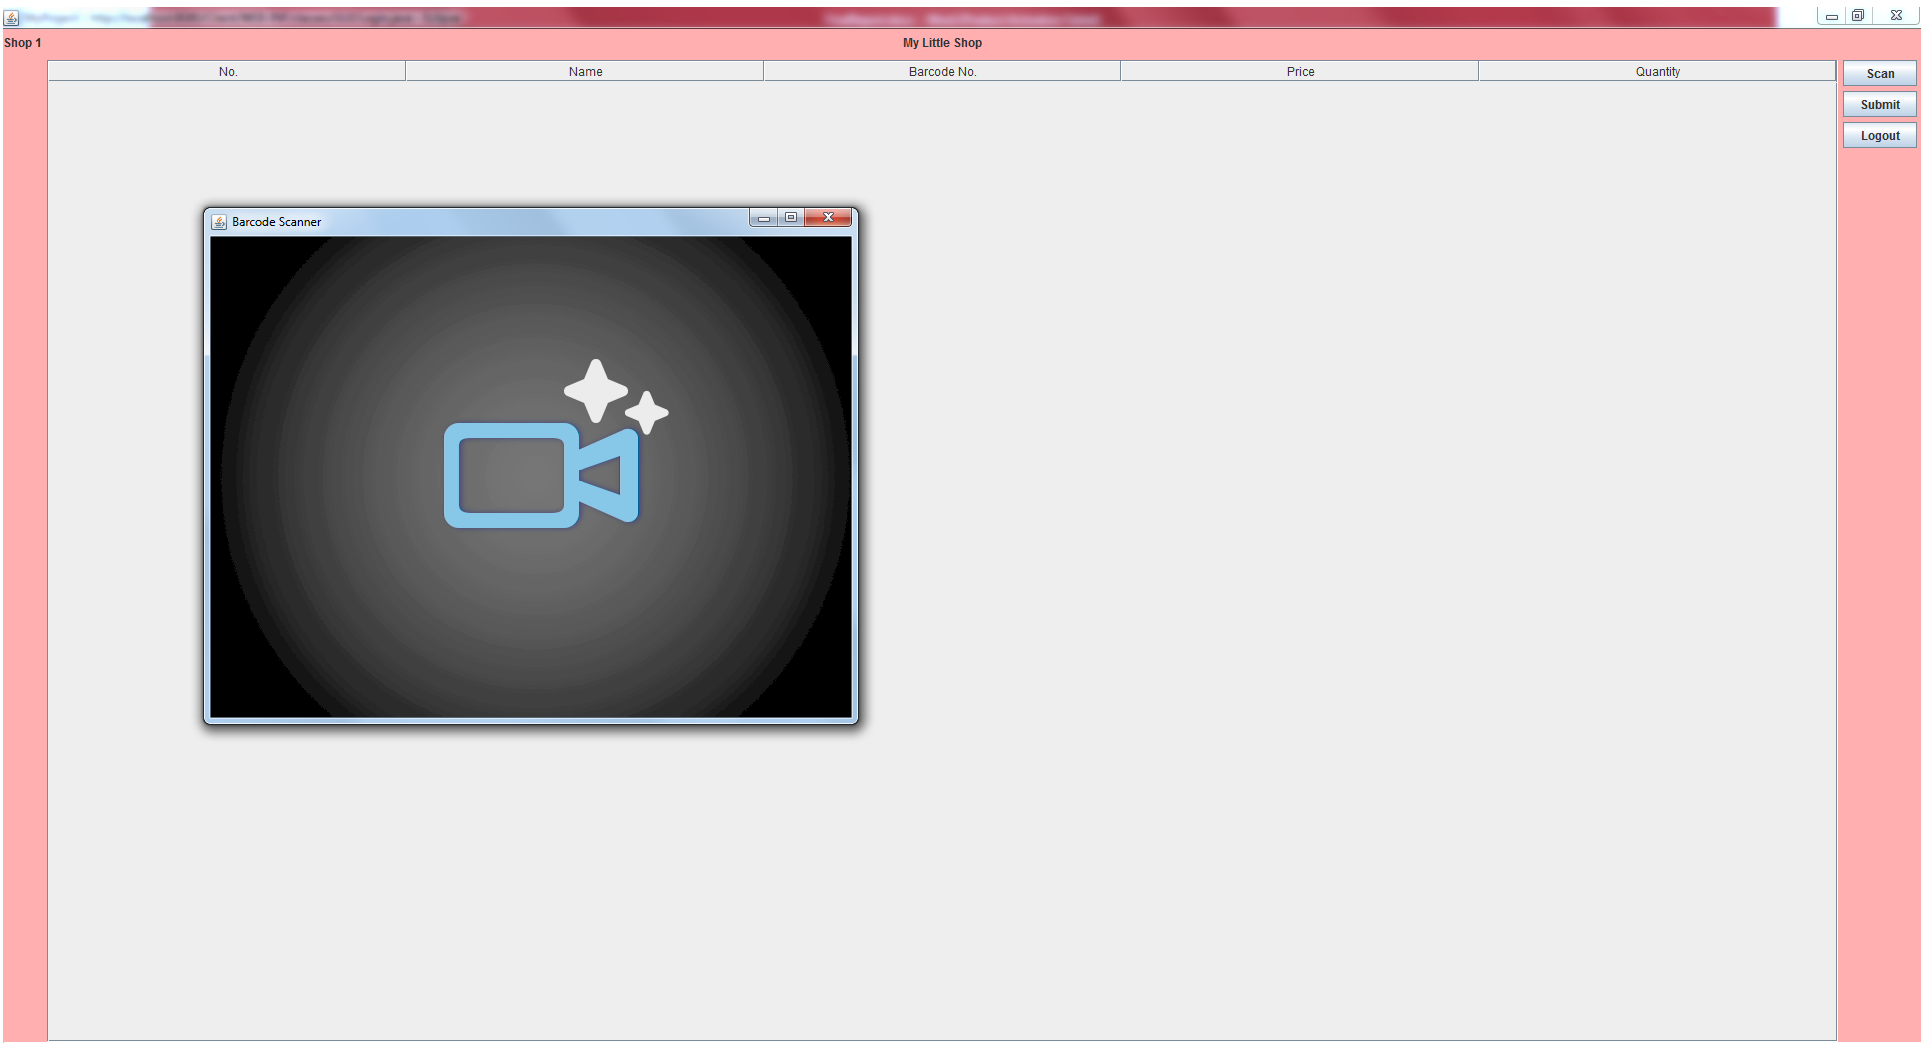 Shop 1
My Little Shop
No. Name Barcode No. Price Quantity
Scan
Submit
Logout
Barcode Scanner